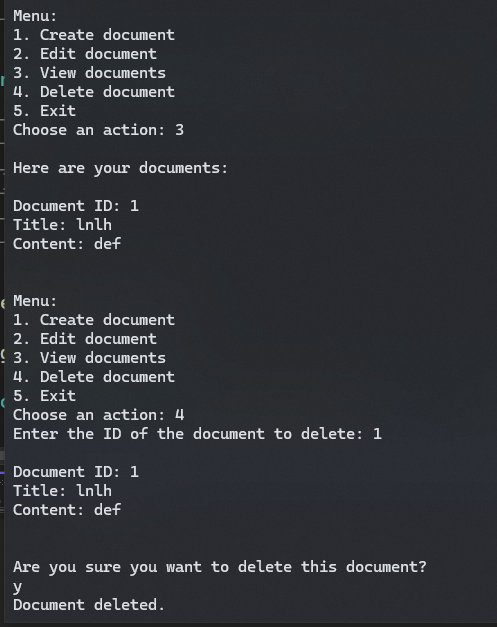 Menu:
1. Create document
2. Edit document
3. View documents
4. Delete document
5. Exit
Choose an action: 3
Here are your documents:
Document ID: 1
Title: lnlh
Content: def
Menu:
1. Create document
2. Edit document
3. View documents
4. Delete document
5. Exit
Choose an action: 4
Enter the ID of the document to delete: 1
Document ID: 1
Title: lnlh
Content: def
Are you sure you want to delete this document?
y
Document deleted.